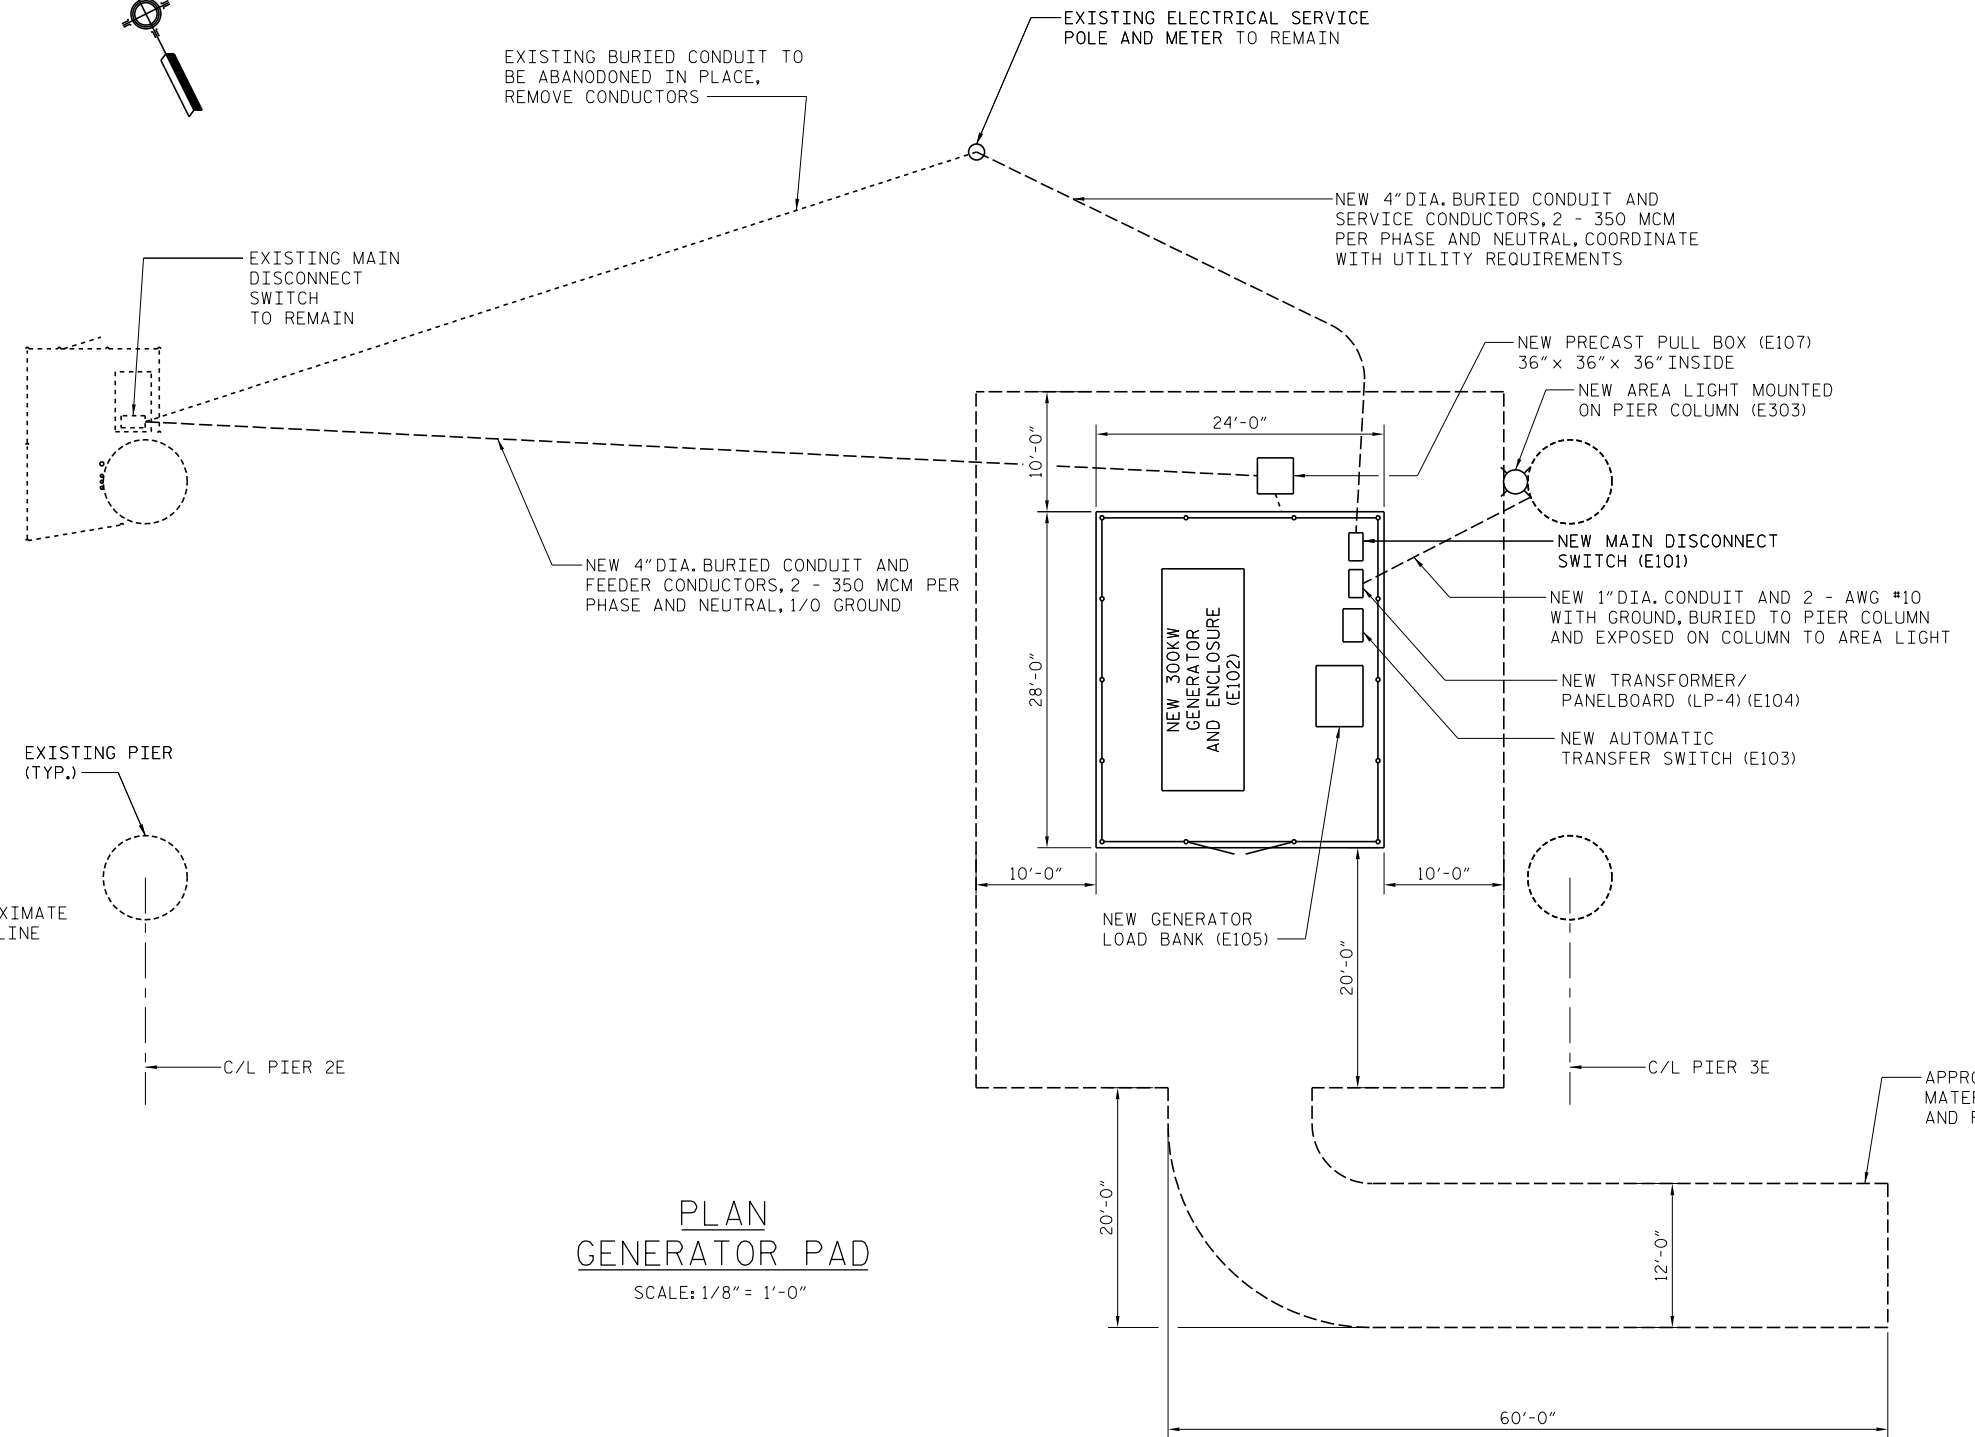 EXISTING ELECTRICAL SERVICE
POLE AND METER TO REMAIN
EXISTING BURIED CONDUIT TO
BE ABANODONED IN PLACE,
REMOVE CONDUCTORS
NEW 4" DIA. BURIED CONDUIT AND
SERVICE CONDUCTORS, 2 - 350 MCM
PER PHASE AND NEUTRAL, COORDINATE
WITH UTILITY REQUIREMENTS
EXISTING MAIN
DISCONNECT
SWITCH
TO REMAIN
NEW PRECAST PULL BOX (E107)
36" x 36" x 36" INSIDE
NEW AREA LIGHT MOUNTED
ON PIER COLUMN (E303)
24'-0"
10'-0"
NEW MAIN DISCONNECT
SWITCH (E101)
NEW 4" DIA. BURIED CONDUIT AND
FEEDER CONDUCTORS, 2 - 350 MCM PER
PHASE AND NEUTRAL, 1/0 GROUND
NEW 1" DIA. CONDUIT AND 2 - AWG #10
WITH GROUND, BURIED TO PIER COLUMN
AND EXPOSED ON COLUMN TO AREA LIGHT
28'-0"
NEW 300KW
GENERATOR
AND ENCLOSURE
(E102)
NEW TRANSFORMER/
PANELBOARD (LP-4) (E104)
NEW AUTOMATIC
TRANSFER SWITCH (E103)
EXISTING PIER
(TYP.)
10'-0"
10'-0"
XIMATE
LINE
NEW GENERATOR
LOAD BANK (E105)
20'-0"
C/L PIER 2E
C/L PIER 3E
APPRO
MATER
AND
20'-0"
12'-0"
PLAN
GENERATOR PAD
SCALE: 1/8" = 1'-0"
60'-0"